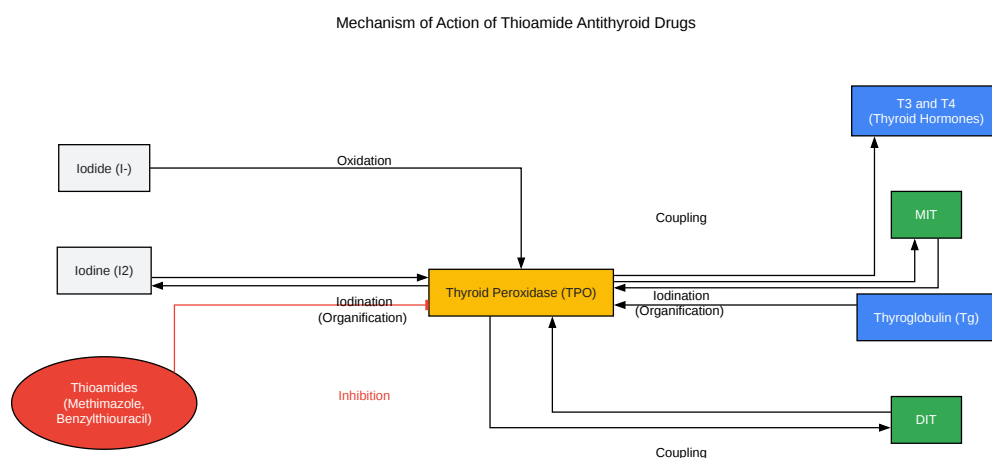 Mechanism of Action of Thioamide Antithyroid Drugs
T3 and T4
(Thyroid Hormones)
Iodide (I-)
Oxidation
MIT
Coupling
Iodine (I2)
Thyroid Peroxidase (TPO)
Iodination
(Organification)
Iodination
(Organification)
Thyroglobulin (Tg)
Thioamides
(Methimazole,
Benzylthiouracil)
Inhibition
DIT
Coupling